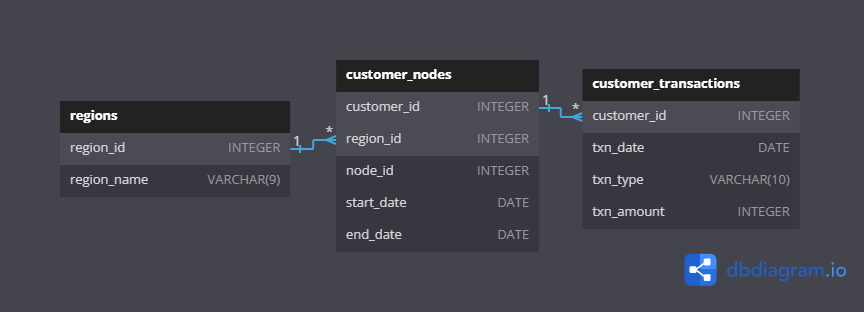 regions
region_id INTEGER
region_name VARCHAR(9)
1
*
customer_nodes
customer_id INTEGER
region_id INTEGER
node_id INTEGER
start_date DATE
end_date DATE
1
*
customer_transactions
customer_id INTEGER
txn_date DATE
txn_type VARCHAR(10)
txn_amount INTEGER
dbdiagram.io